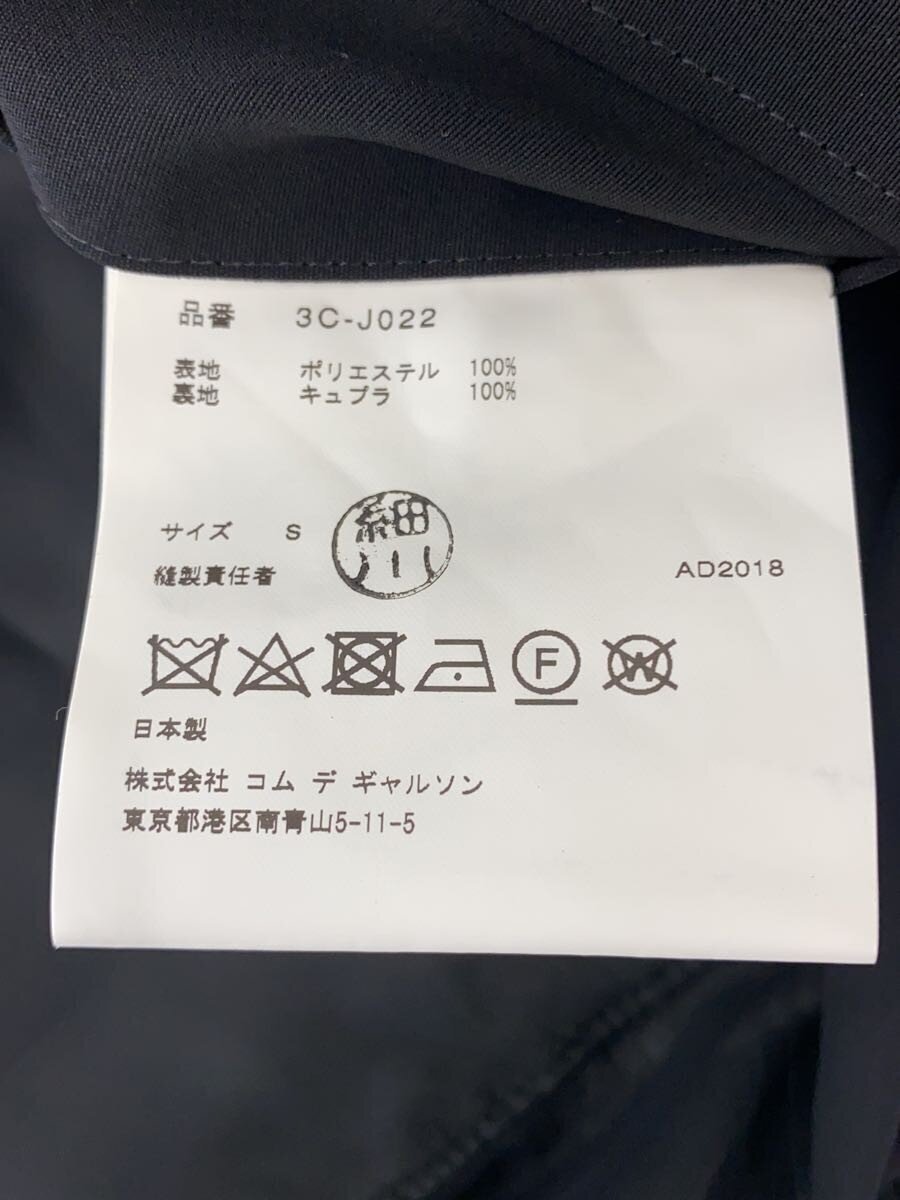 品番 3C-J022
表地 ポリエステル 100%
裏地 キュプラ 100%
サイズ S
細川
縫製責任者
AD2018
F W
日本製
株式会社 コム デ ギャルソン
東京都港区南青山5-11-5